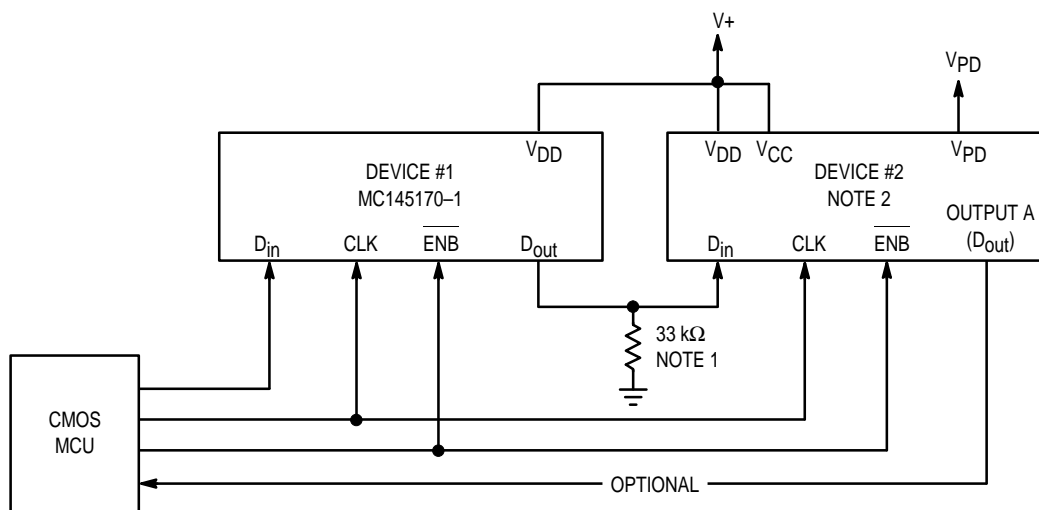 V+
VPD
VDD
VDD
VCC
VPD
DEVICE #1
MC145170–1
DEVICE #2
NOTE 2
OUTPUT A
(Dout)
Din
CLK
ENB
Dout
Din
CLK
ENB
33 kΩ
NOTE 1
CMOS
MCU
OPTIONAL